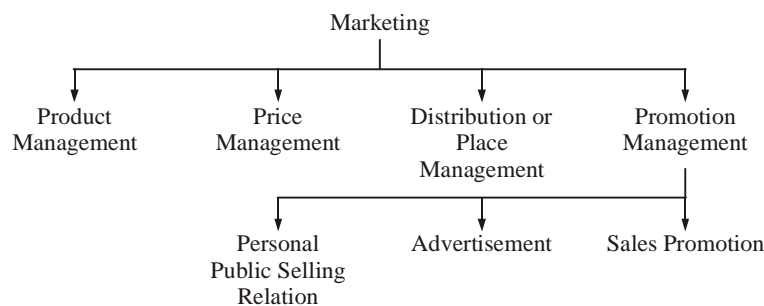 Marketing
Product
Management
Price
Management
Distribution or
Place
Management
Promotion
Management
Personal
Public Selling
Relation
Advertisement
Sales Promotion